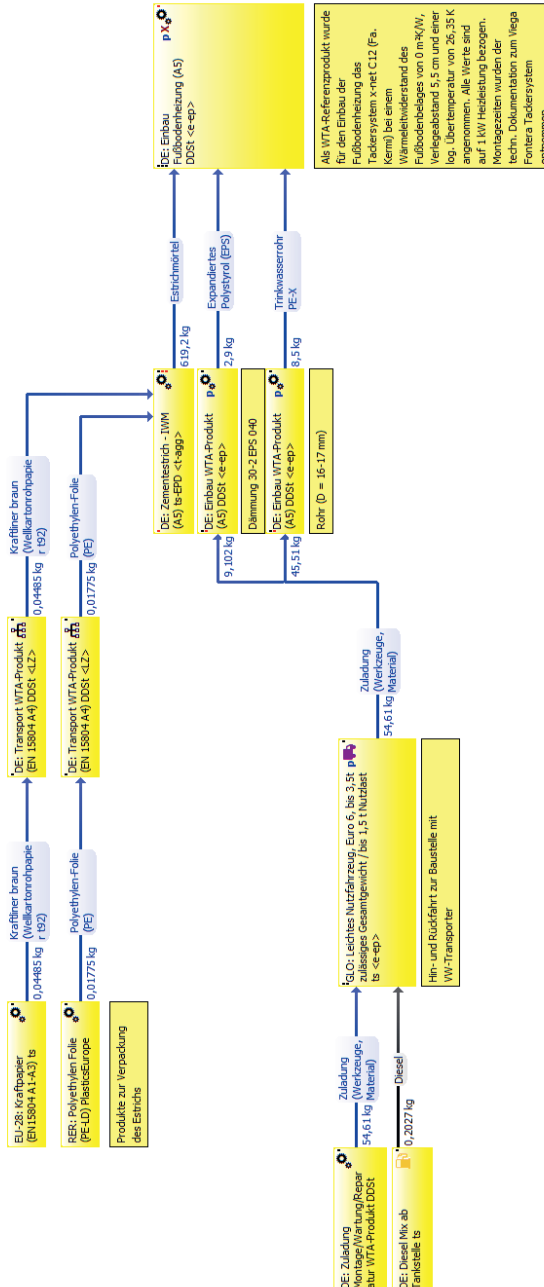 EU-28: Kraftpapier
(EN15804 A1-A3) ts
Kraftliner braun
(Wellkartonrohpapie
r t92)
0,04485 kg
DE: Transport WTA-Produkt
(EN 15804 A4) DDSt <LZ>
Kraftliner braun
(Wellkartonrohpapie
r t92)
0,04485 kg
RER: Polyethylen Folie
(PE-LD) PlasticsEurope
Polyethylen-Folie
(PE)
0,01775 kg
DE: Transport WTA-Produkt
(EN 15804 A4) DDSt <LZ>
Polyethylen-Folie
(PE)
0,01775 kg
Produkte zur Verpackung
des Estrichs
DE: Zementestrich - IWM
(A5) ts-EPD <t-agg>
619,2 kg
Estrichmörtel
DE: Einbau WTA-Produkt
(A5) DDSt <e-ep>
p
9,102 kg
2,9 kg
Expandiertes
Polystyrol (EPS)
Dämmung 30-2 EPS 040
DE: Einbau WTA-Produkt
(A5) DDSt <e-ep>
p
45,51 kg
8,5 kg
Trinkwasserrohr
PE-X
Rohr (D = 16-17 mm)
DE: Einbau
Fußbodenheizung (A5)
DDSt <e-ep>
p X
Als WTA-Referenzprodukt wurde
für den Einbau der
Fußbodenheizung das
Tackersystem x-net C12 (Fa.
Kermi) bei einem
Wärmeleitwiderstand des
Fußbodenbelages von 0 m²K/W,
Verlegeabstand 5,5 cm und einer
log. Übertemperatur von 26,35 K
angenommen. Alle Werte sind
auf 1 kW Heizleistung bezogen.
Montagezeiten wurden der
techn. Dokumentation zum Viega
Fontera Tackersystem
DE: Zuladung
Montage/Wartung/Repar
atur WTA-Produkt DDSt
Zuladung
(Werkzeuge,
Material)
54,61 kg
DE: Diesel Mix ab
Tankstelle ts
Diesel
0,2027 kg
GLO: Leichtes Nutzfahrzeug, Euro 6, bis 3,5t
zulässiges Gesamtgewicht / bis 1,5 t Nutzlast
ts <e-ep>
p
Zuladung
(Werkzeuge,
Material)
54,61 kg
Hin- und Rückfahrt zur Baustelle mit
VW-Transporter